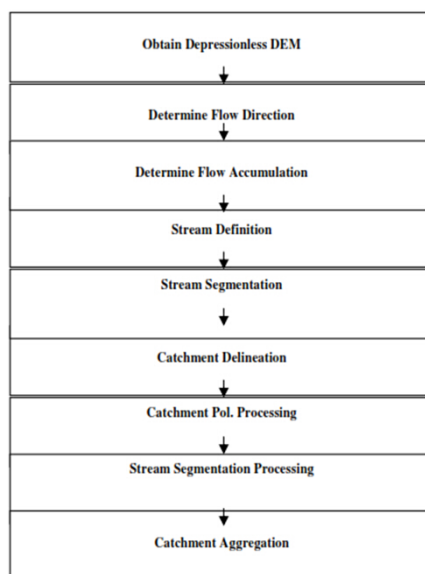 Obtain Depressionless DEM
Determine Flow Direction
Determine Flow Accumulation
Stream Definition
Stream Segmentation
Catchment Delineation
Catchment Pol. Processing
Stream Segmentation Processing
Catchment Aggregation